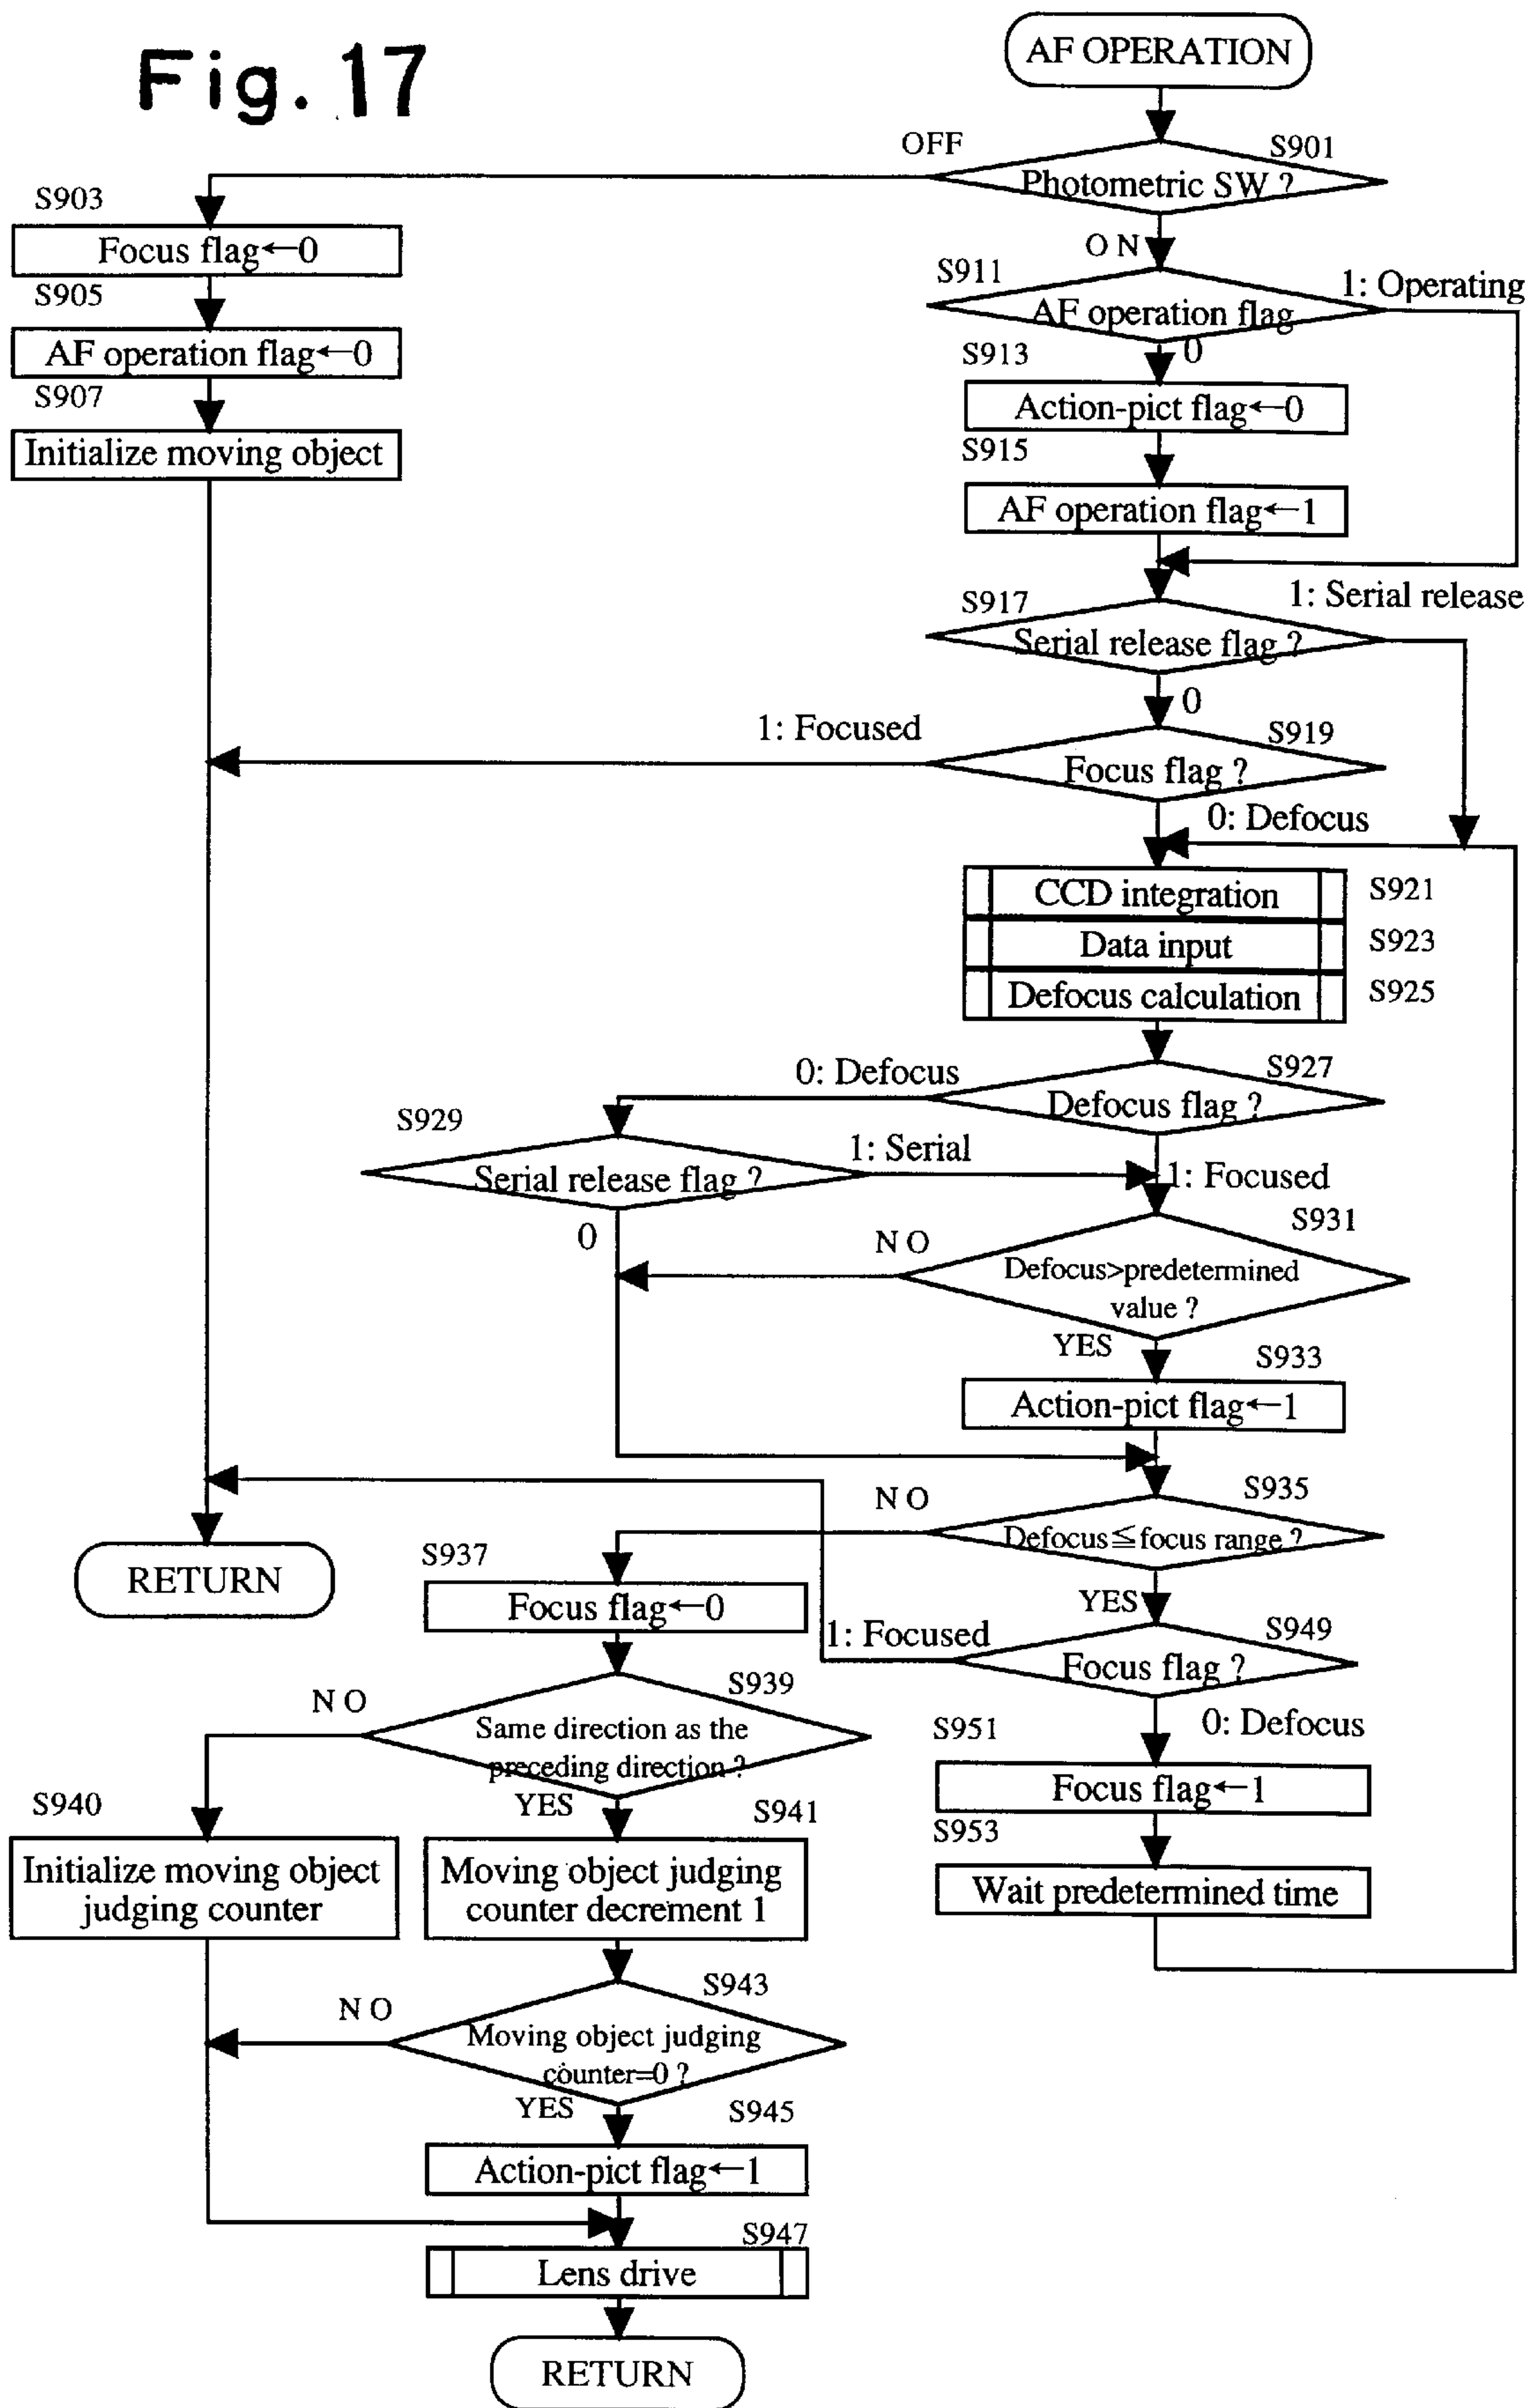 Fig. 17
AF OPERATION
OFF
S901
Photometric SW ?
S903
Focus flag←0
ON
S911
1: Operating
AF operation flag
S905
AF operation flag←0
S913
0
Action-pict flag←0
S907
Initialize moving object
S915
AF operation flag←1
S917
1: Serial release
Serial release flag ?
0
1: Focused
S919
Focus flag ?
0: Defocus
CCD integration
S921
Data input
S923
Defocus calculation
S925
0: Defocus
S927
Defocus flag ?
S929
1: Serial
Serial release flag ?
1: Focused
0
S931
NO
Defocus>predetermined
value ?
YES
S933
Action-pict flag←1
NO
S935
Defocus≦focus range ?
RETURN
S937
Focus flag←0
YES
1: Focused
S949
Focus flag ?
S939
NO
Same direction as the
preceding direction ?
0: Defocus
S951
Focus flag←1
S940
YES
S941
S953
Initialize moving object
judging counter
Moving object judging
counter decrement 1
Wait predetermined time
S943
NO
Moving object judging
counter=0 ?
YES
S945
Action-pict flag←1
S947
Lens drive
RETURN